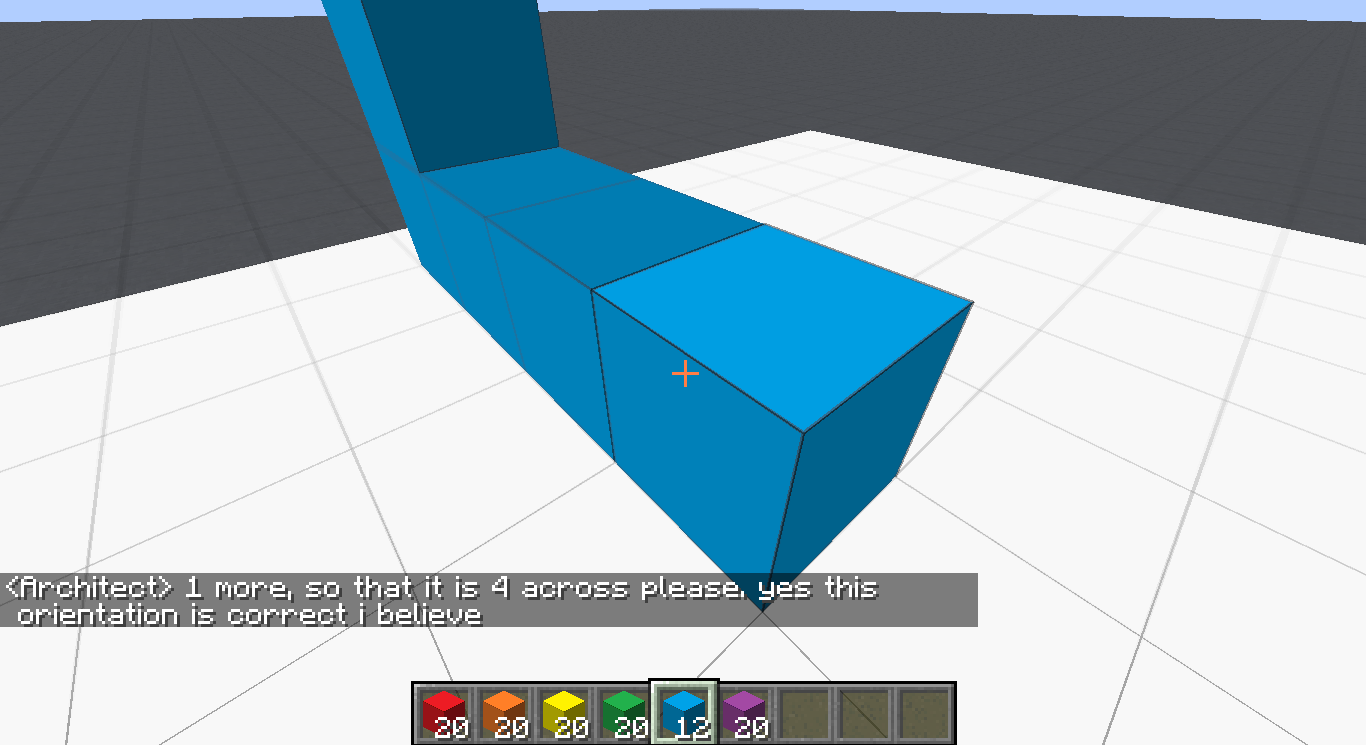 <Architect> 1 more, so that it is 4 across please, yes this
orientation is correct i believe
20 20 20 20 12 20